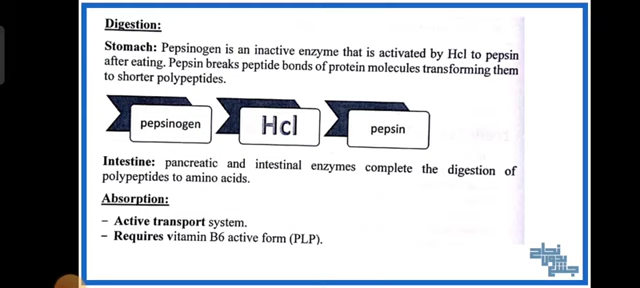 Digestion:
Stomach: Pepsinogen is an inactive enzyme that is activated by Hcl to pepsin
after eating. Pepsin breaks peptide bonds of protein molecules transforming them
to shorter polypeptides.
pepsinogen
Hcl
pepsin
Intestine: pancreatic and intestinal enzymes complete the digestion of
polypeptides to amino acids.
Absorption:
– Active transport system.
– Requires vitamin B6 active form (PLP).